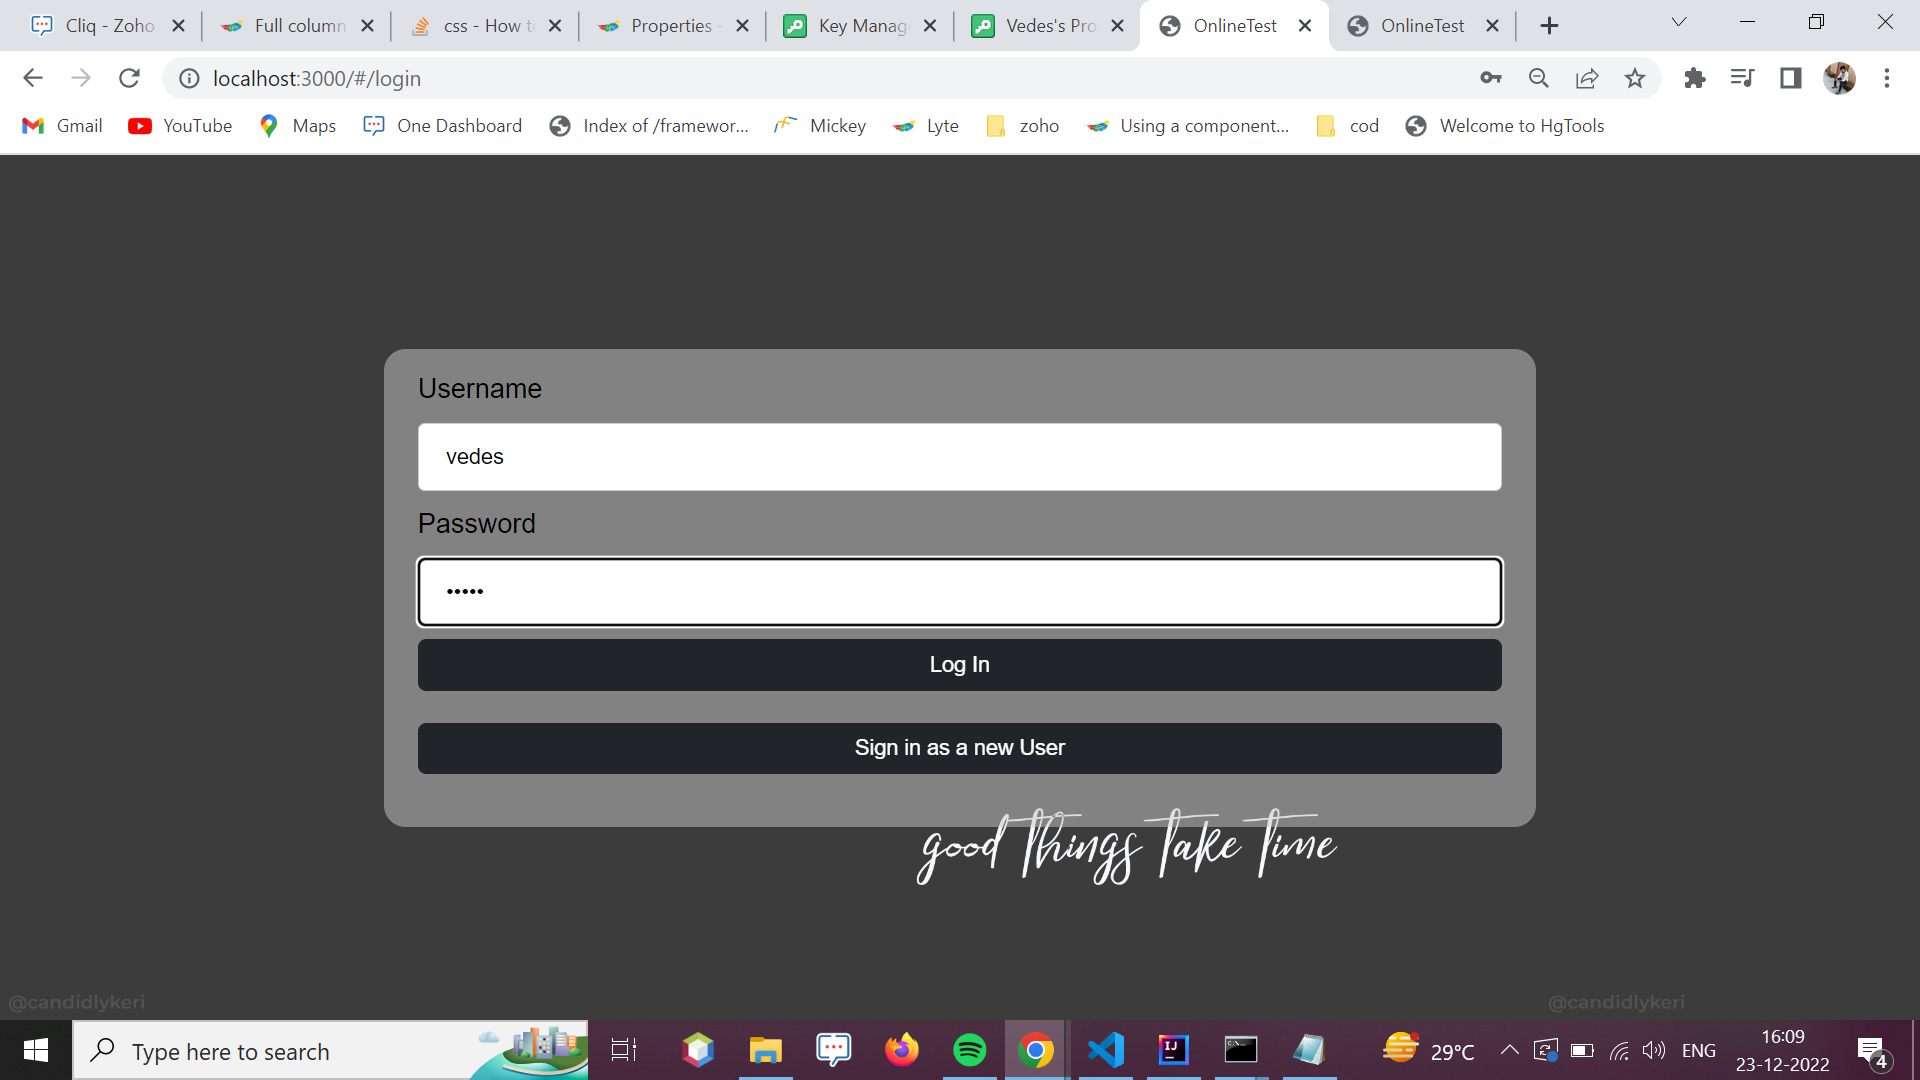 Cliq - Zoho
Full column
css - How t
Properties -
Key Manag
Vedes's Pro
OnlineTest
OnlineTest
localhost:3000/#/login
Gmail
YouTube
Maps
One Dashboard
Index of /framewor...
Mickey
Lyte
zoho
Using a component...
cod
Welcome to HgTools
Username
vedes
Password
•••••
Log In
Sign in as a new User
good things take time
@candidlykeri
@candidlykeri
Type here to search
29°C
ENG
16:09
23-12-2022
4